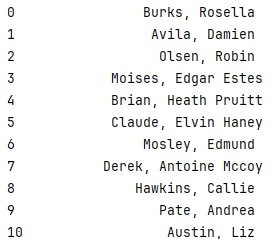 0 Burks, Rosella
1 Avila, Damien
2 Olsen, Robin
3 Moises, Edgar Estes
4 Brian, Heath Pruitt
5 Claude, Elvin Haney
6 Mosley, Edmund
7 Derek, Antoine Mccoy
8 Hawkins, Callie
9 Pate, Andrea
10 Austin, Liz